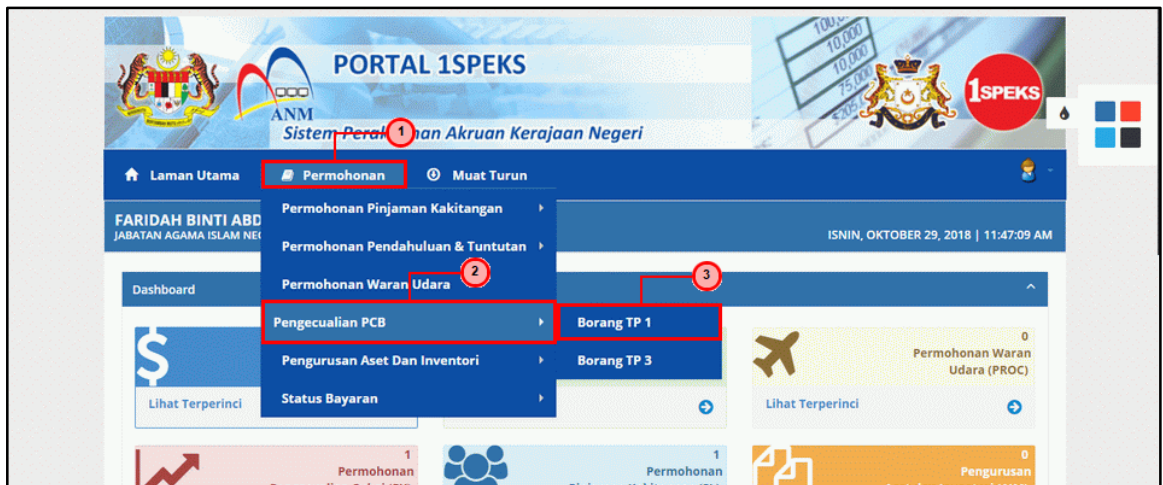 PORTAL 1SPEKS
ANM
Sistem Akruan Kerajaan Negeri
1SPEKS
1
Laman Utama
Permohonan
Muat Turun
Permohonan Pinjaman Kakitangan
FARIDAH BINTI ABD
JABATAN AGAMA ISLAM NEG
ISNIN, OKTOBER 29, 2018 | 11:47:09 AM
Permohonan Pendahuluan & Tuntutan
2
3
Dashboard
Permohonan Waran Udara
Pengecualian PCB
Borang TP 1
Pengurusan Aset Dan Inventori
Borang TP 3
0
Permohonan Waran
Udara (PROC)
Status Bayaran
Lihat Terperinci
Lihat Terperinci
1
Permohonan
1
Permohonan
0
Pengurusan